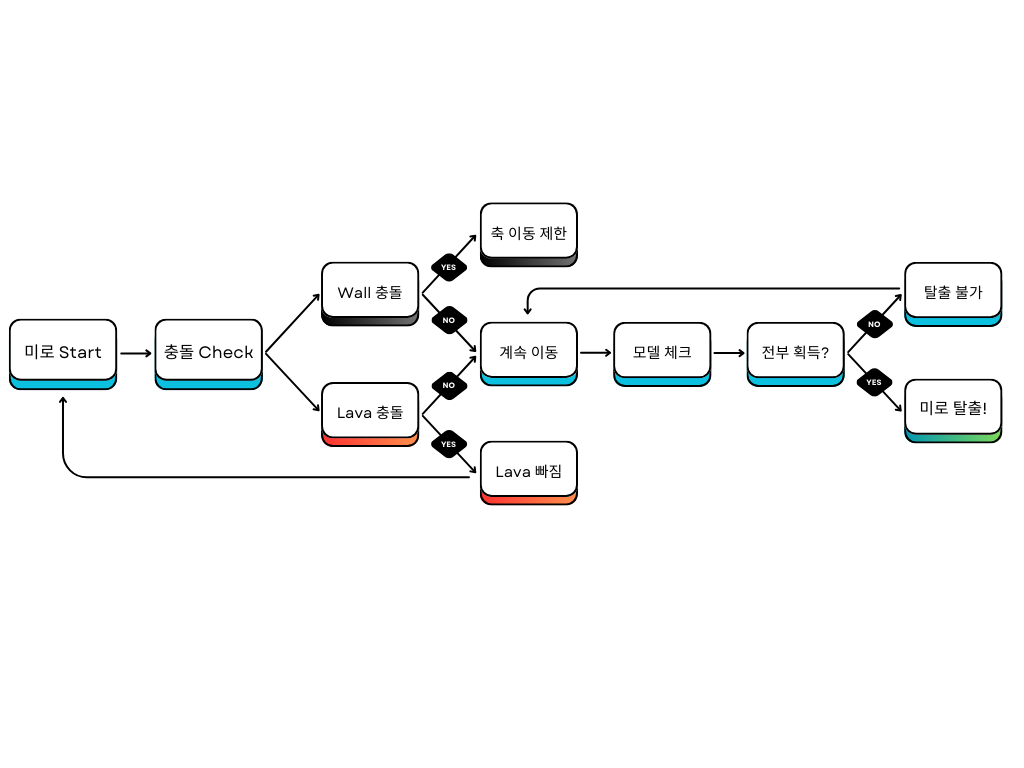 미로 Start
충돌 Check
Wall 충돌
Lava 충돌
YES
NO
NO
YES
축 이동 제한
계속 이동
Lava 빠짐
모델 체크
전부 획득?
NO
YES
탈출 불가
미로 탈출!